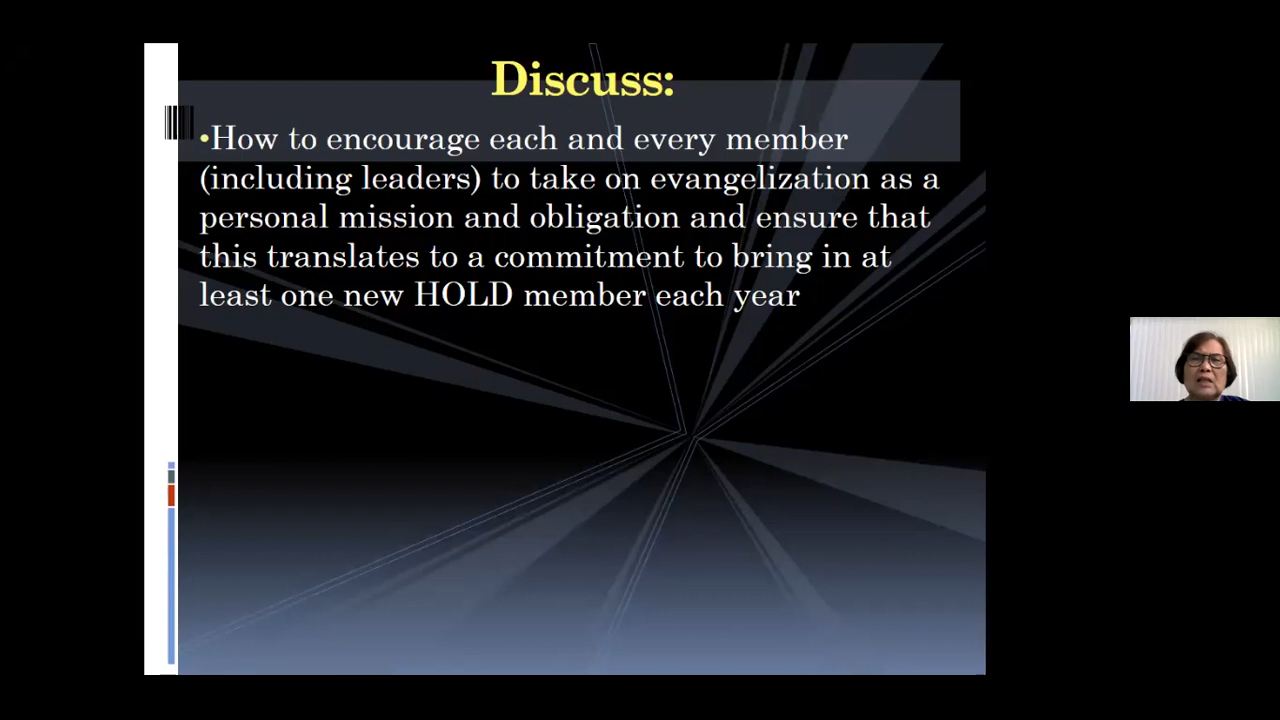 Discuss:
•How to encourage each and every member
(including leaders) to take on evangelization as a
personal mission and obligation and ensure that
this translates to a commitment to bring in at
least one new HOLD member each year